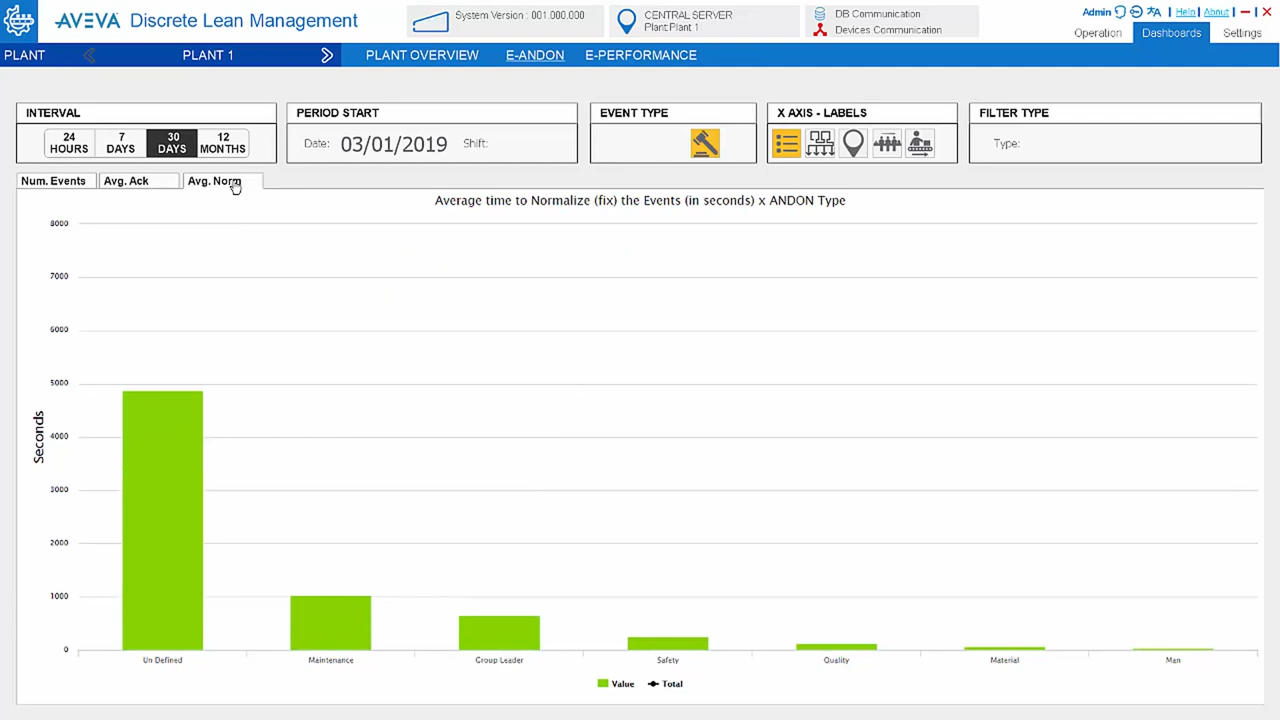 AVEVA Discrete Lean Management
System Version : 001.000.000
CENTRAL SERVER
Plant Plant 1
DB Communication
Devices Communication
Admin | Help | About |
Operation Dashboards Settings
PLANT PLANT 1 PLANT OVERVIEW E-ANDON E-PERFORMANCE
INTERVAL
24 HOURS 7 DAYS 30 DAYS 12 MONTHS
PERIOD START
Date: 03/01/2019 Shift:
EVENT TYPE
X AXIS - LABELS
FILTER TYPE
Type:
Num. Events Avg. Ack Avg. Norm
Average time to Normalize (fix) the Events (in seconds) x ANDON Type
8000
7000
6000
5000
4000
3000
2000
1000
0
Seconds
Un Defined Maintenance Group Leader Safety Quality Material Man
Value Total